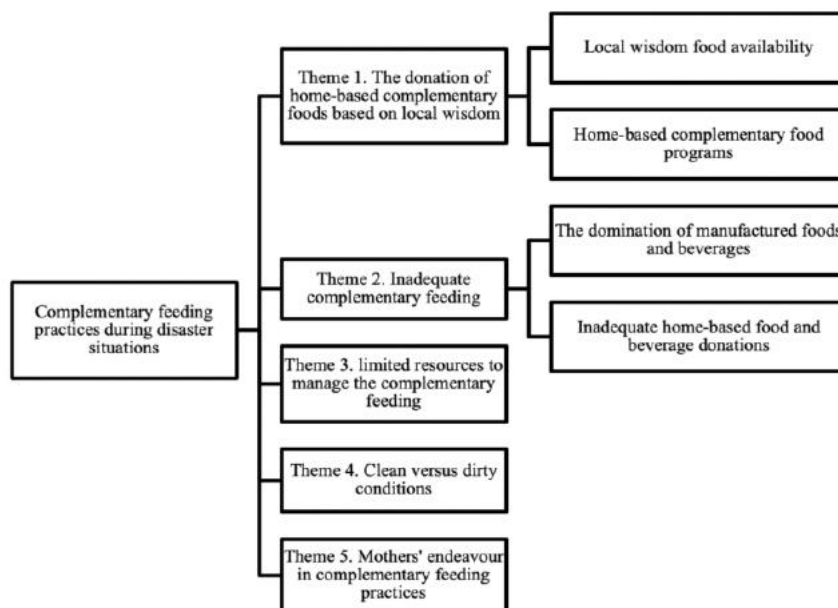 Complementary feeding
practices during disaster
situations
Theme 1. The donation of
home-based complementary
foods based on local wisdom
Local wisdom food availability
Home-based complementary food
programs
Theme 2. Inadequate
complementary feeding
The domination of manufactured foods
and beverages
Inadequate home-based food and
beverage donations
Theme 3. limited resources to
manage the complementary
feeding
Theme 4. Clean versus dirty
conditions
Theme 5. Mothers' endeavour
in complementary feeding
practices